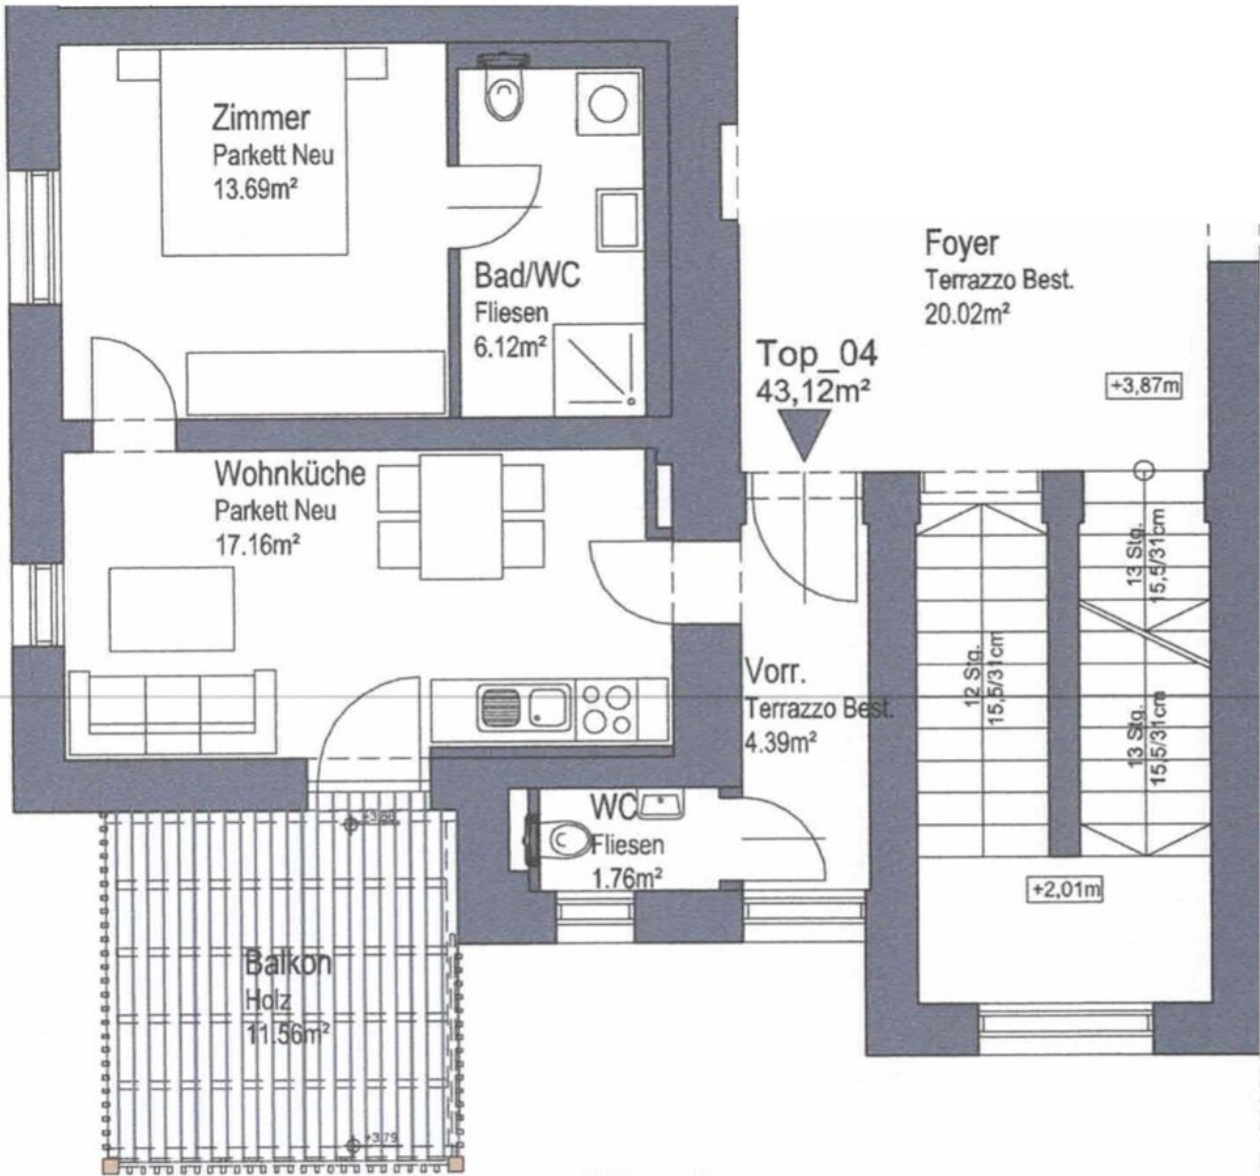 Zimmer
Parkett Neu
13.69m²
Bad/WC
Fliesen
6.12m²
Foyer
Terrazzo Best.
20.02m²
Top_04
43,12m²
+3,87m
Wohnküche
Parkett Neu
17.16m²
13 Stg.
15,5/31cm
12 Stg.
15,5/31cm
13 Stg.
15,5/31cm
Vorr.
Terrazzo Best.
4.39m²
WC
Fliesen
1.76m²
+2,01m
Balkon
Holz
11.56m²
+3,79